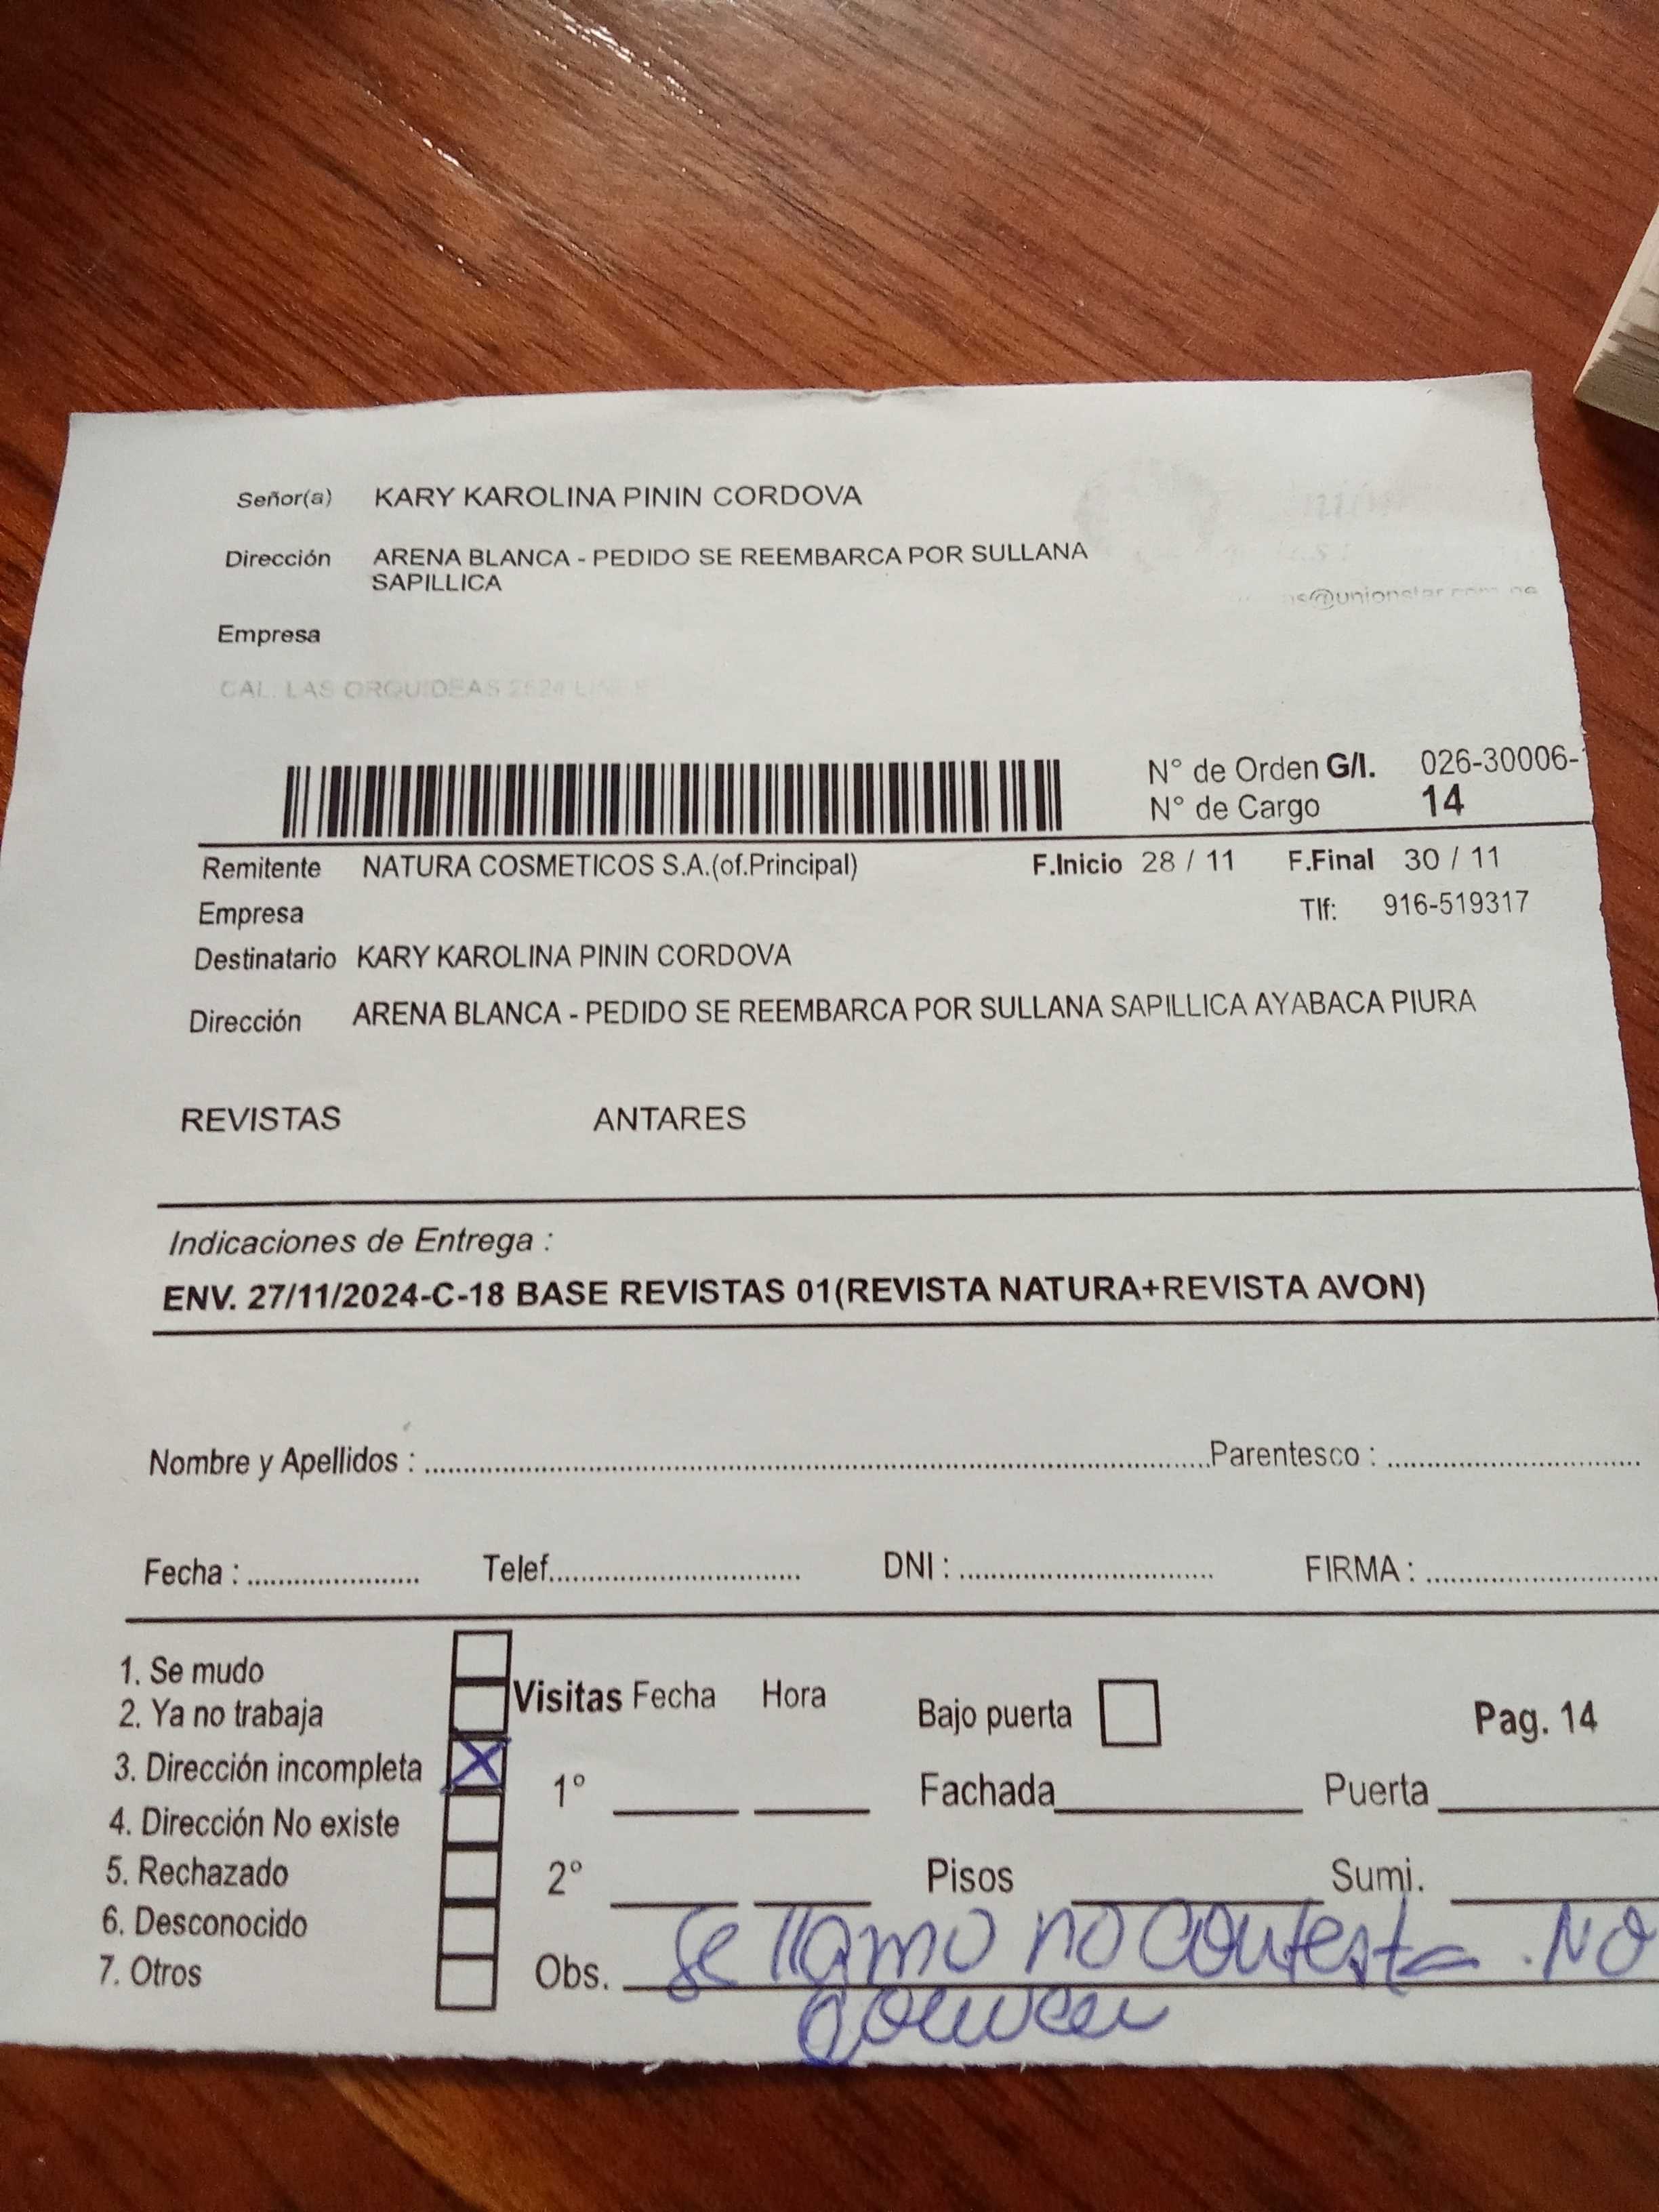 Señor(a) KARY KAROLINA PININ CORDOVA
Dirección ARENA BLANCA - PEDIDO SE REEMBARCA POR SULLANA
SAPILLICA
Empresa
CAL. LAS ORQUIDEAS
N° de Orden G/I. 026-30006-
N° de Cargo 14
Remitente NATURA COSMETICOS S.A.(of.Principal) F.Inicio 28 / 11 F.Final 30 / 11
Empresa Tlf: 916-519317
Destinatario KARY KAROLINA PININ CORDOVA
Dirección ARENA BLANCA - PEDIDO SE REEMBARCA POR SULLANA SAPILLICA AYABACA PIURA
REVISTAS ANTARES
Indicaciones de Entrega :
ENV. 27/11/2024-C-18 BASE REVISTAS 01(REVISTA NATURA+REVISTA AVON)
Nombre y Apellidos : Parentesco :
Fecha : Telef. DNI : FIRMA :
1. Se mudo
2. Ya no trabaja
3. Dirección incompleta X
4. Dirección No existe
5. Rechazado
6. Desconocido
7. Otros
Visitas Fecha Hora Bajo puerta Pag. 14
1° Fachada Puerta
2° Pisos Sumi.
Obs. Se llamo no contesta. No